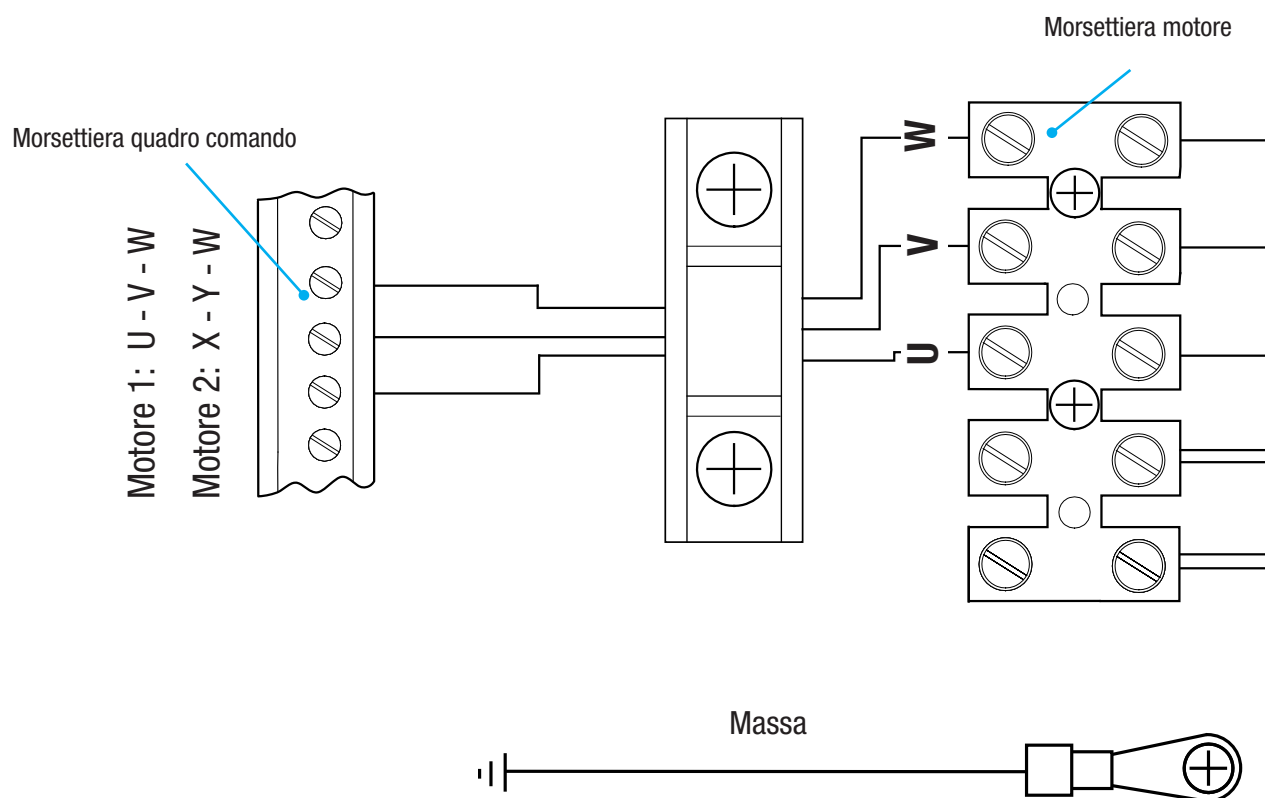 Morsettiera motore
Morsettiera quadro comando
Motore 1: U - V - W
Motore 2: X - Y - W
W
V
U
Massa